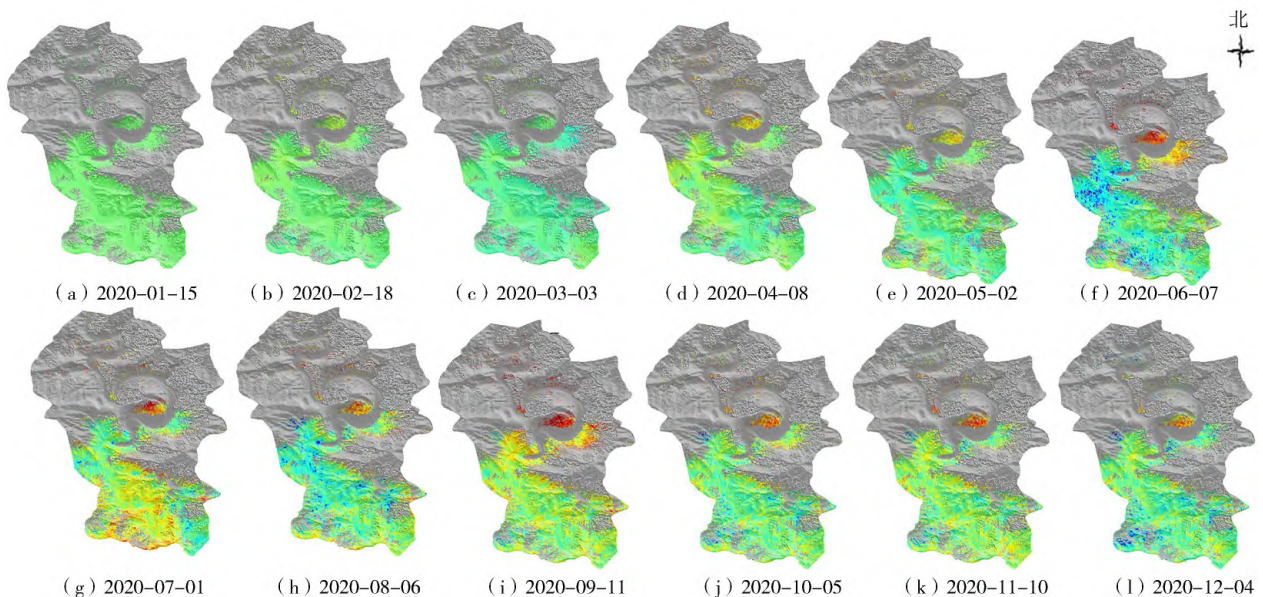 北
(a) 2020-01-15
(b) 2020-02-18
(c) 2020-03-03
(d) 2020-04-08
(e) 2020-05-02
(f) 2020-06-07
(g) 2020-07-01
(h) 2020-08-06
(i) 2020-09-11
(j) 2020-10-05
(k) 2020-11-10
(l) 2020-12-04